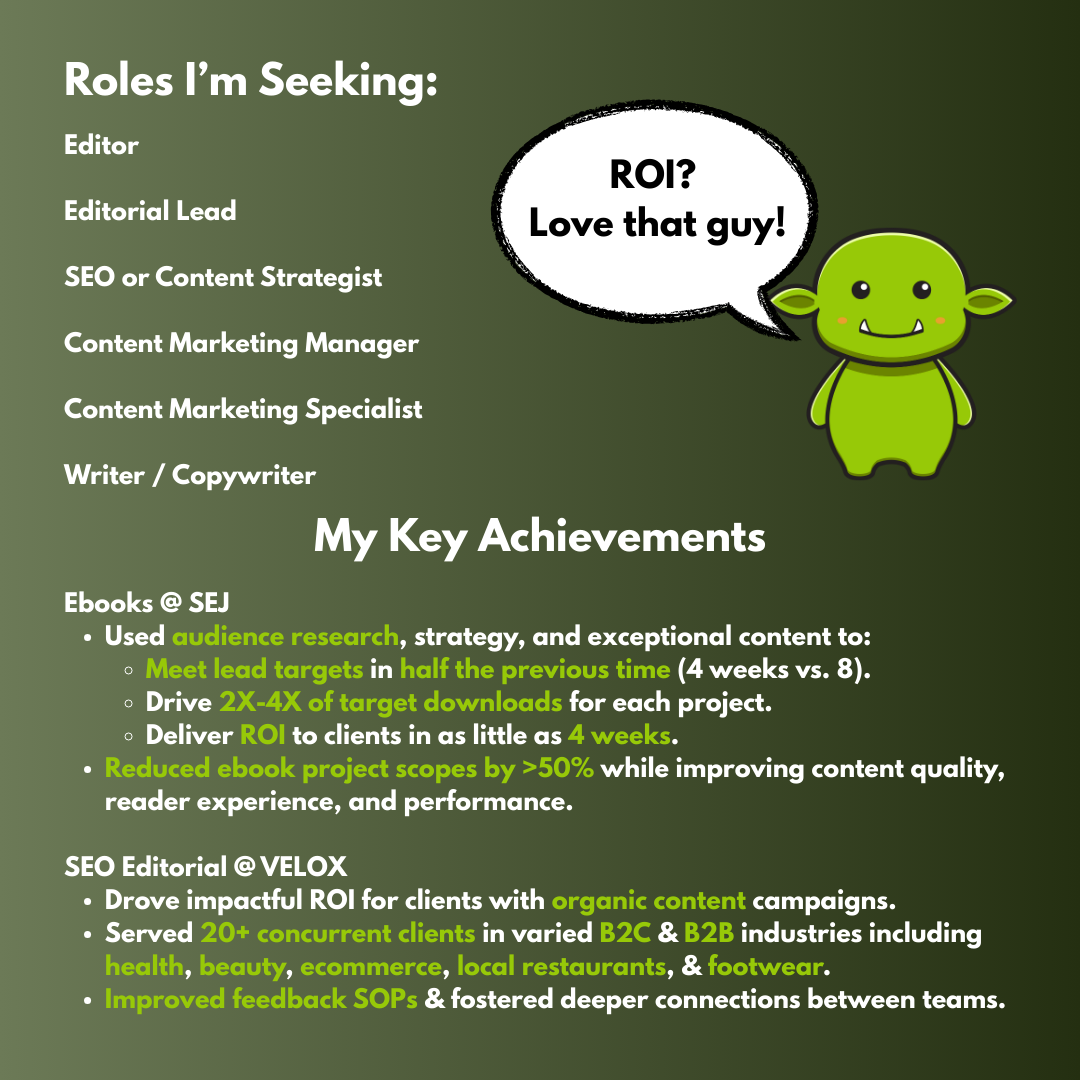 Roles I’m Seeking:
Editor
Editorial Lead
SEO or Content Strategist
Content Marketing Manager
Content Marketing Specialist
Writer / Copywriter
ROI?
Love that guy!
My Key Achievements
Ebooks @ SEJ
• Used audience research, strategy, and exceptional content to:
◦ Meet lead targets in half the previous time (4 weeks vs. 8).
◦ Drive 2X-4X of target downloads for each project.
◦ Deliver ROI to clients in as little as 4 weeks.
• Reduced ebook project scopes by >50% while improving content quality,
reader experience, and performance.
SEO Editorial @ VELOX
• Drove impactful ROI for clients with organic content campaigns.
• Served 20+ concurrent clients in varied B2C & B2B industries including
health, beauty, ecommerce, local restaurants, & footwear.
• Improved feedback SOPs & fostered deeper connections between teams.